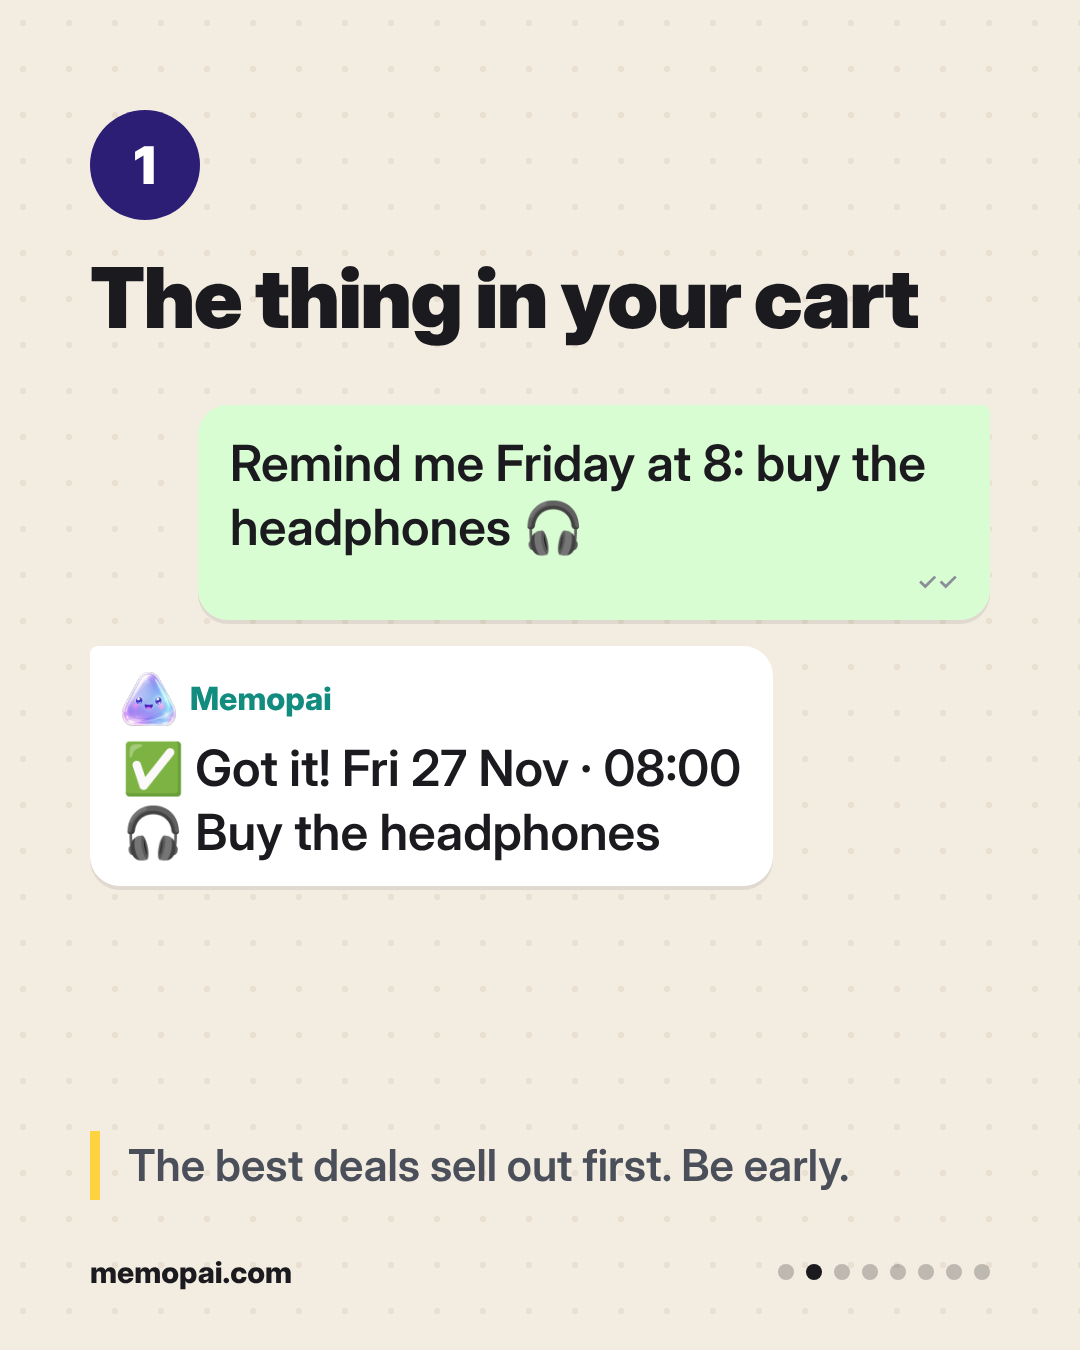 1
The thing in your cart
Remind me Friday at 8: buy the
headphones 🎧
Memopai
✅ Got it! Fri 27 Nov · 08:00
🎧 Buy the headphones
The best deals sell out first. Be early.
memopai.com